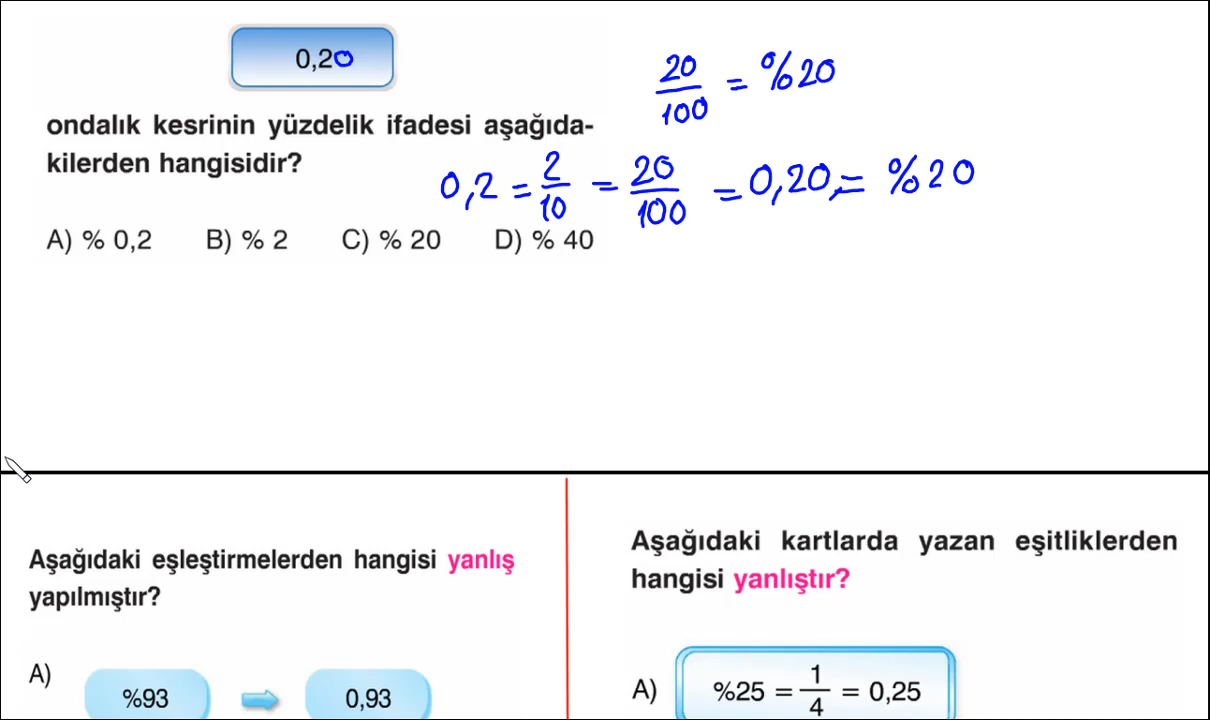 0,20
20/100 = %20
ondalık kesrinin yüzdelik ifadesi aşağıda-
kilerden hangisidir?
0,2 = 2/10 = 20/100 = 0,20, = %20
A) % 0,2 B) % 2 C) % 20 D) % 40
Aşağıdaki eşleştirmelerden hangisi yanlış
yapılmıştır?
A) %93 0,93
Aşağıdaki kartlarda yazan eşitliklerden
hangisi yanlıştır?
A) %25 = 1/4 = 0,25